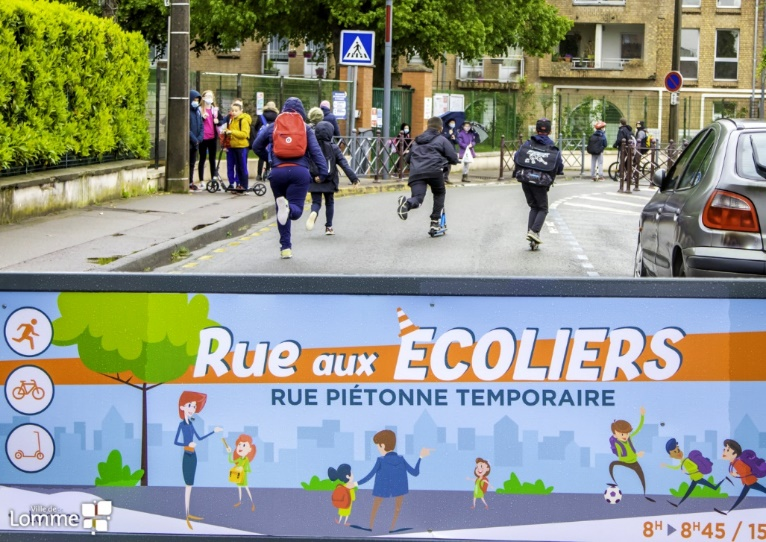 Rue aux ECOLIERS
RUE PIÉTONNE TEMPORAIRE
Ville de
Lomme
8H ▸ 8H45 / 15